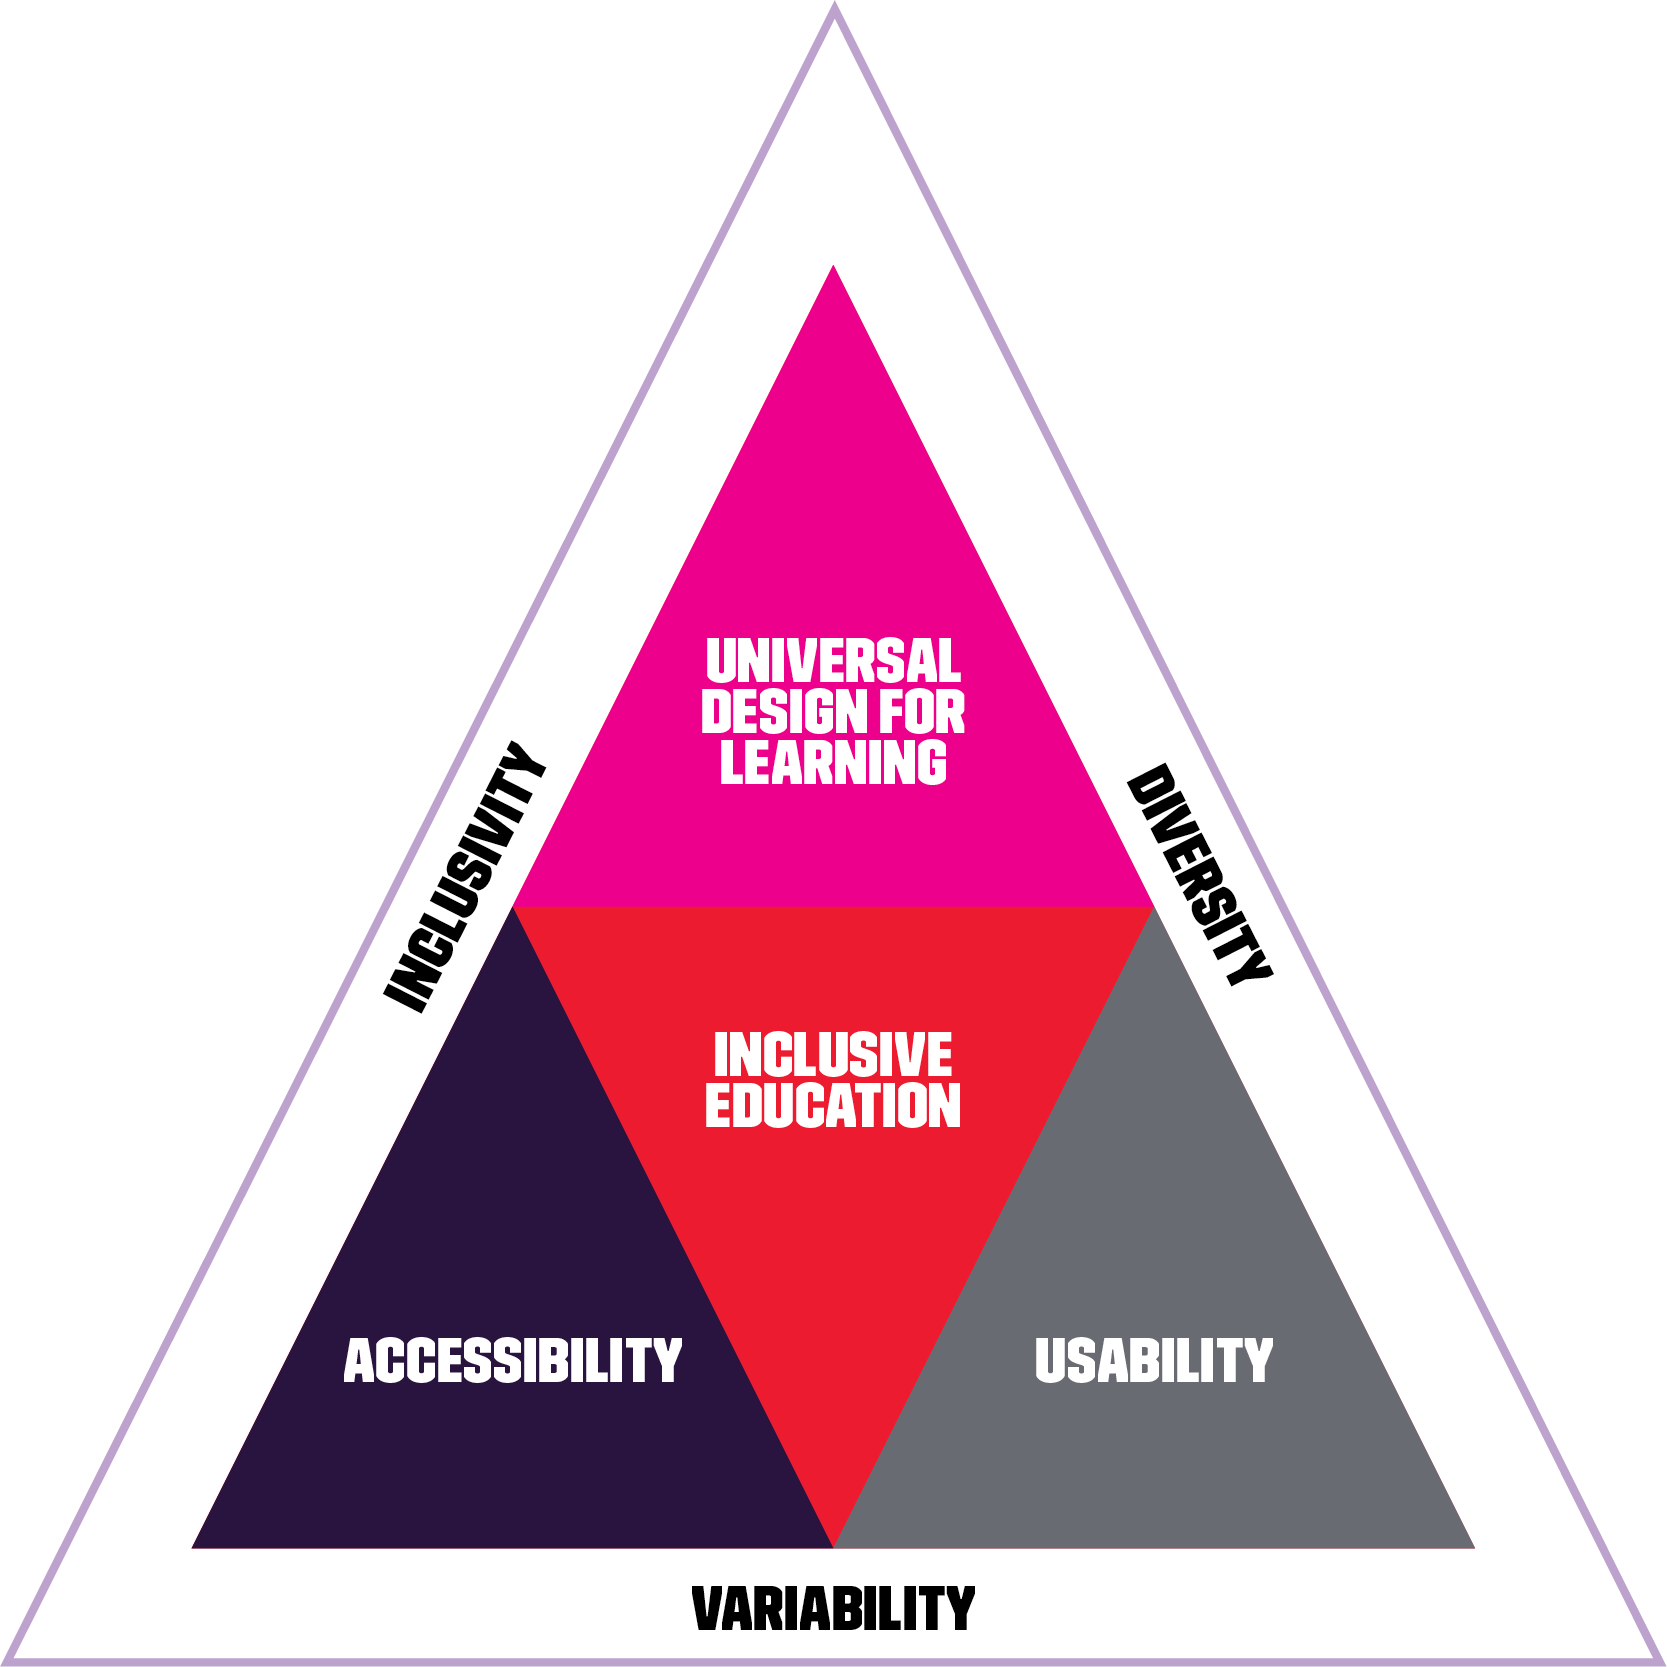 UNIVERSAL
DESIGN FOR
LEARNING
INCLUSIVITY
DIVERSITY
INCLUSIVE
EDUCATION
ACCESSIBILITY
USABILITY
VARIABILITY